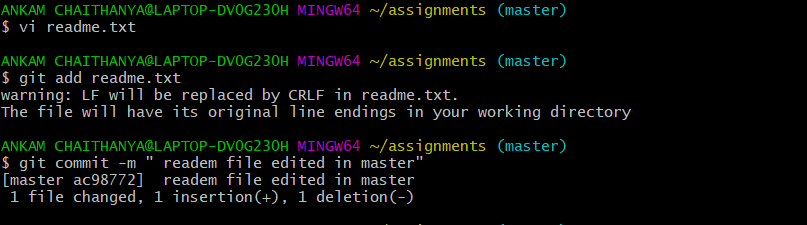 ANKAM CHAITHANYA@LAPTOP-DV0G230H MINGW64 ~/assignments (master)
$ vi readme.txt
ANKAM CHAITHANYA@LAPTOP-DV0G230H MINGW64 ~/assignments (master)
$ git add readme.txt
warning: LF will be replaced by CRLF in readme.txt.
The file will have its original line endings in your working directory
ANKAM CHAITHANYA@LAPTOP-DV0G230H MINGW64 ~/assignments (master)
$ git commit -m " readem file edited in master"
[master ac98772]  readem file edited in master
 1 file changed, 1 insertion(+), 1 deletion(-)